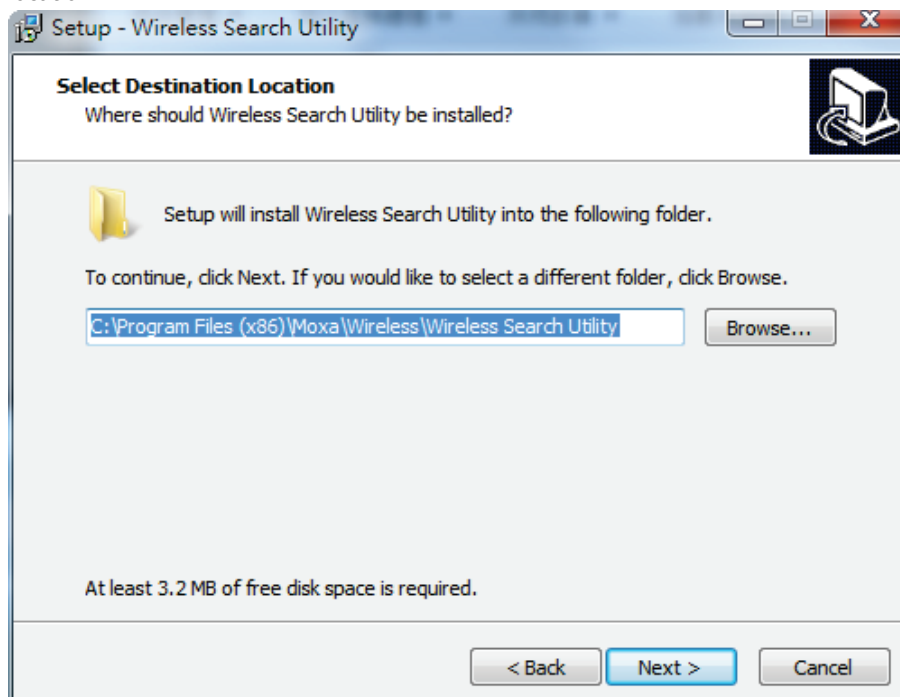 Setup - Wireless Search Utility
Select Destination Location
Where should Wireless Search Utility be installed?
Setup will install Wireless Search Utility into the following folder.
To continue, click Next. If you would like to select a different folder, click Browse.
C:\Program Files (x86)\Moxa\Wireless\Wireless Search Utility
Browse...
At least 3.2 MB of free disk space is required.
< Back
Next >
Cancel